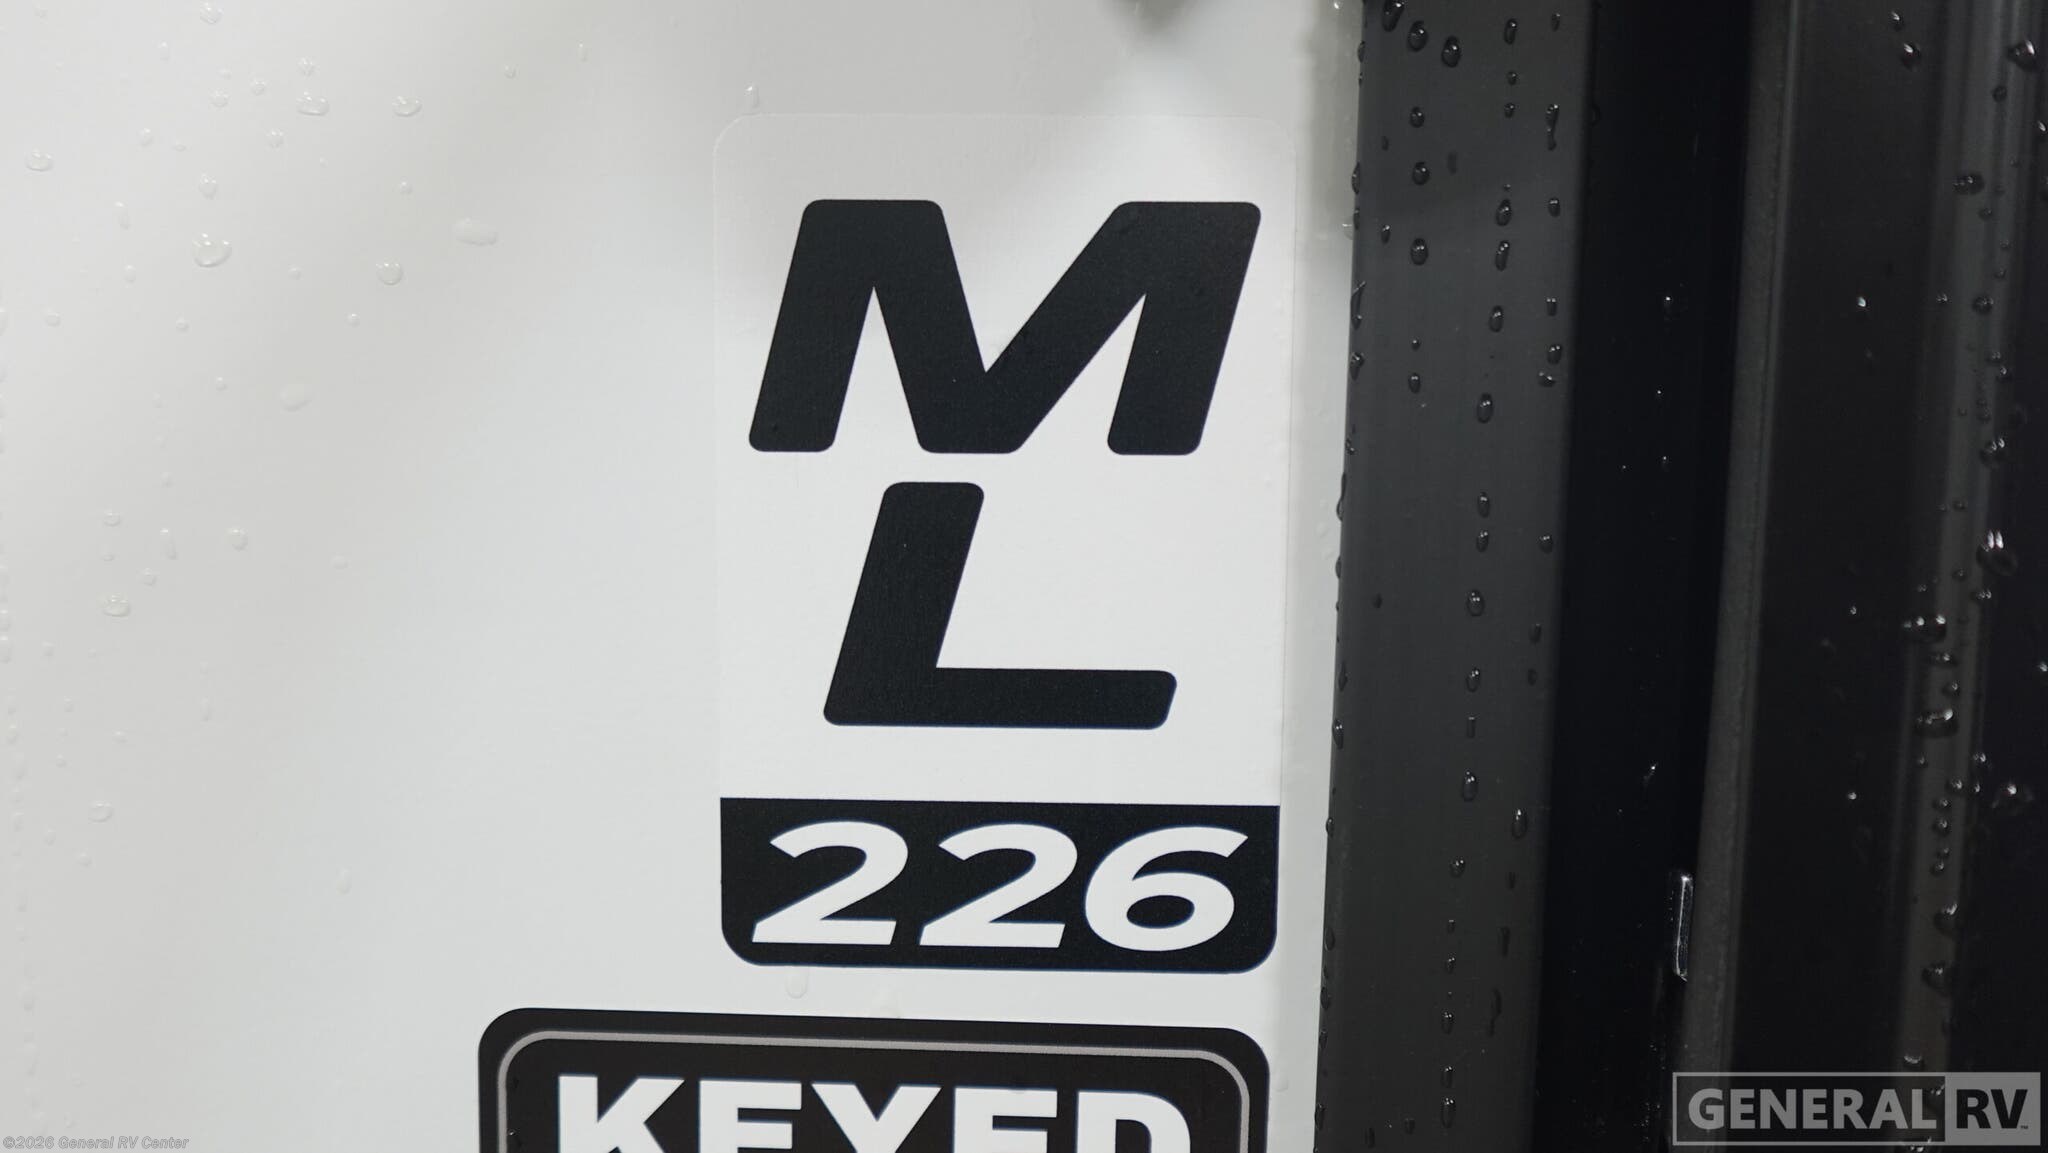 M
L
226
KEYED
GENERAL RV
©2026 General RV Center